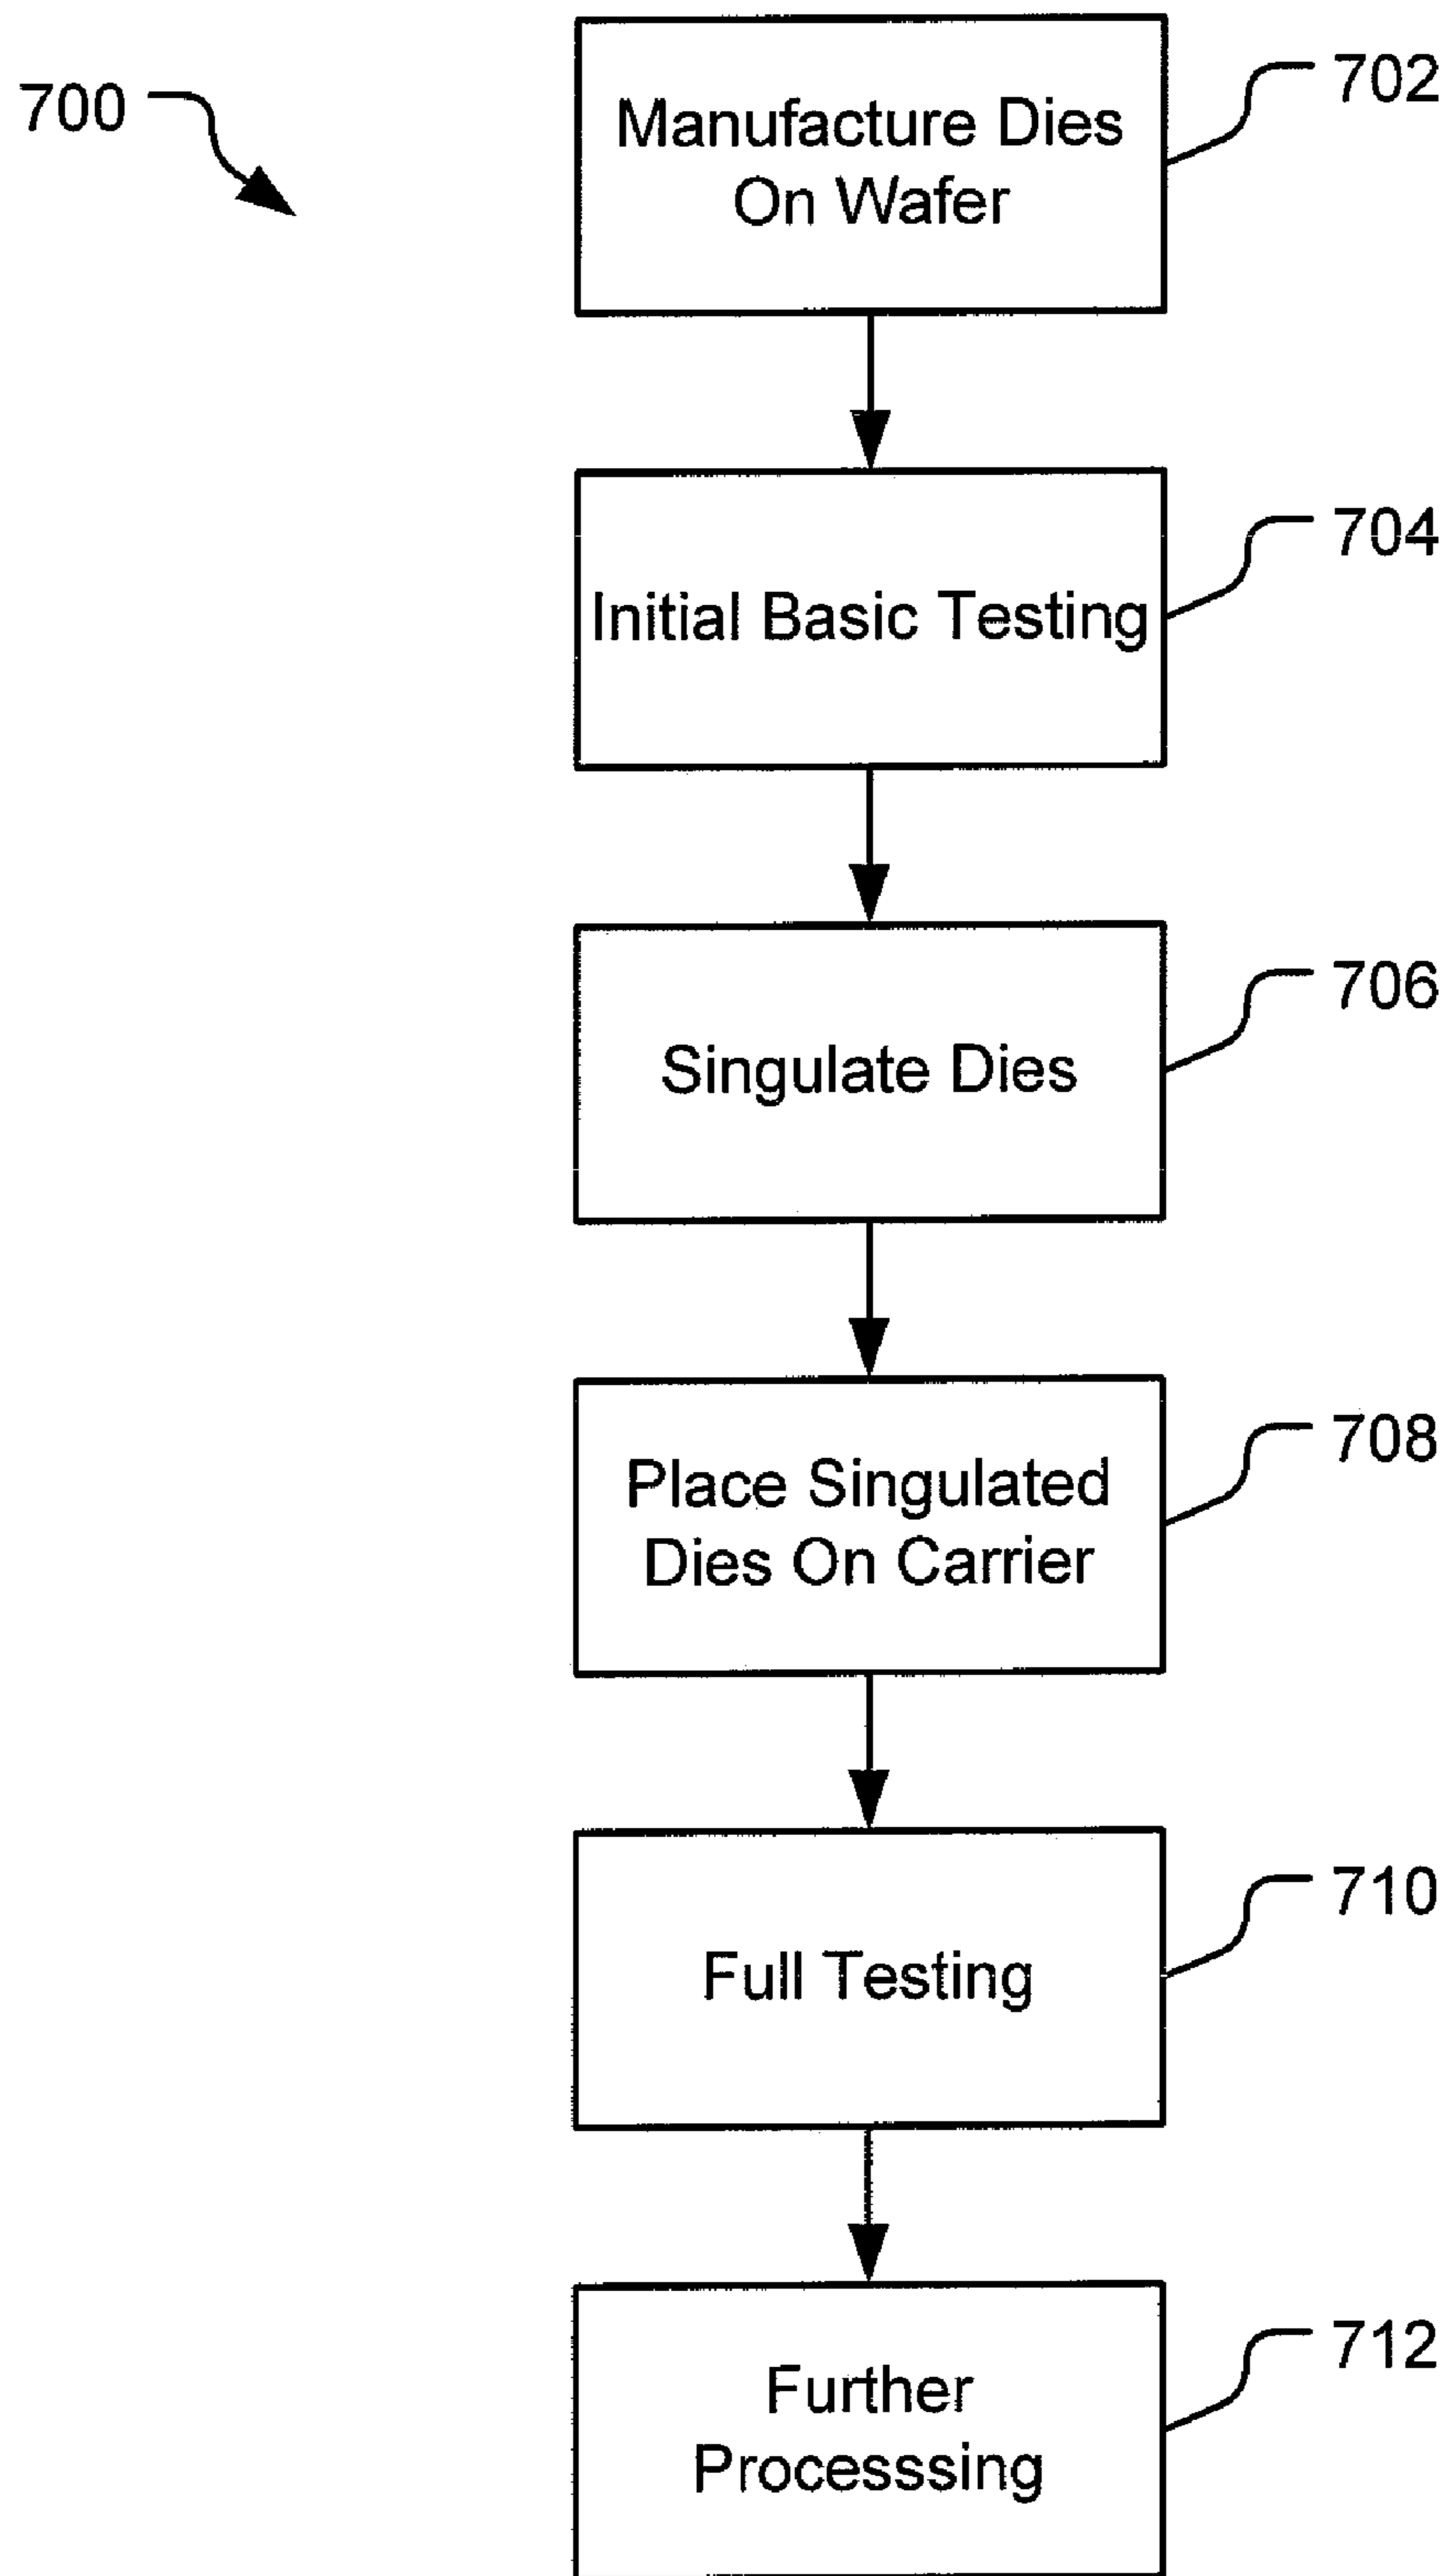 700
702
Manufacture Dies
On Wafer
704
Initial Basic Testing
706
Singulate Dies
708
Place Singulated
Dies On Carrier
710
Full Testing
712
Further
Processsing